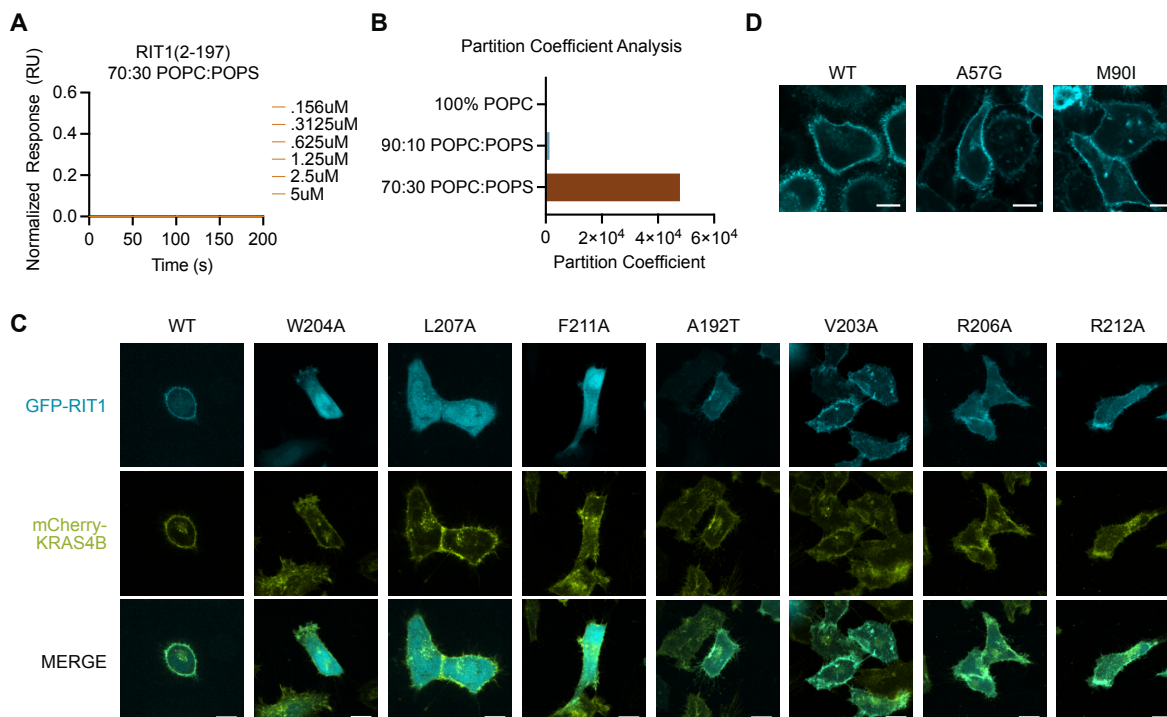 A
RIT1(2-197)
70:30 POPC:POPS
Normalized Response (RU)
0.6
0.4
0.2
0.0
0
50
100
150
200
Time (s)
.156uM
.3125uM
.625uM
1.25uM
2.5uM
5uM
B
Partition Coefficient Analysis
100% POPC
90:10 POPC:POPS
70:30 POPC:POPS
0
2×10⁴
4×10⁴
6×10⁴
Partition Coefficient
D
WT
A57G
M90I
C
WT
W204A
L207A
F211A
A192T
V203A
R206A
R212A
GFP-RIT1
mCherry-
KRAS4B
MERGE